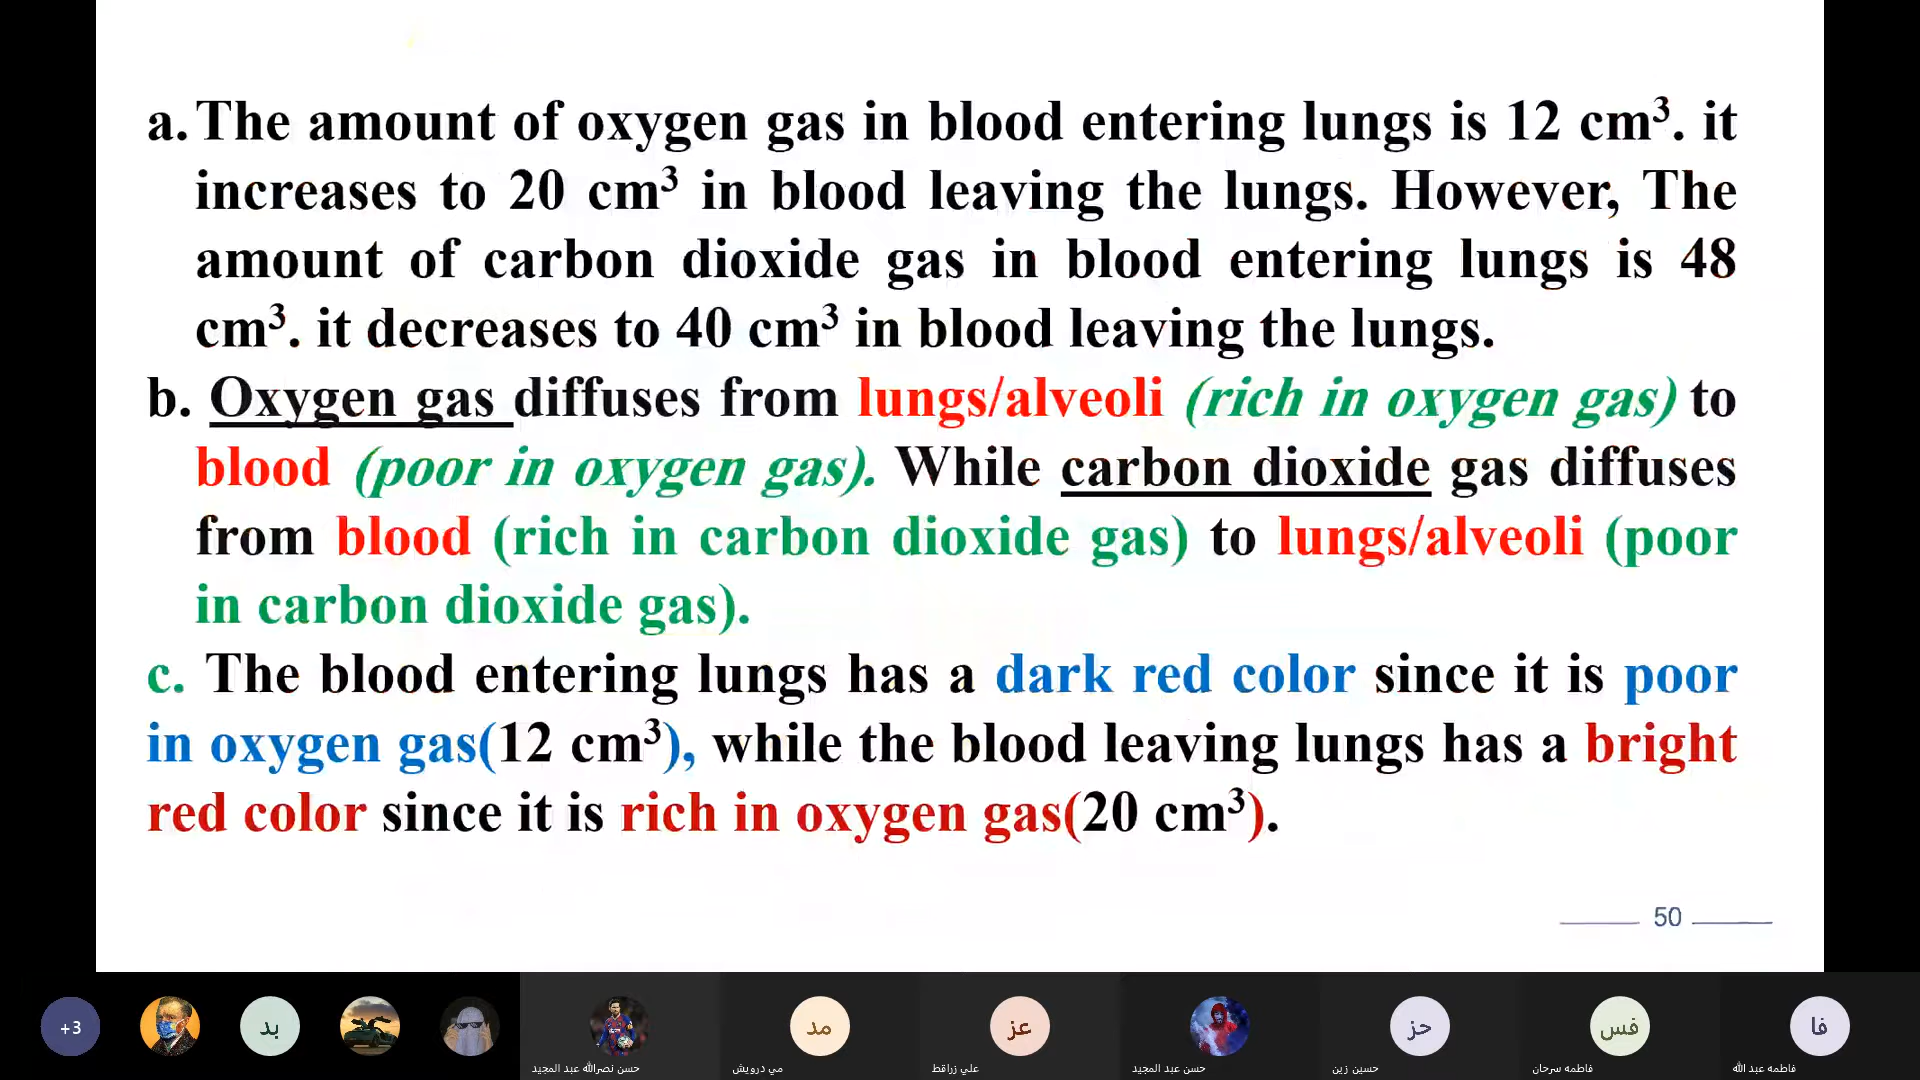 a. The amount of oxygen gas in blood entering lungs is 12 cm³. it
increases to 20 cm³ in blood leaving the lungs. However, The
amount of carbon dioxide gas in blood entering lungs is 48
cm³. it decreases to 40 cm³ in blood leaving the lungs.
b. Oxygen gas diffuses from lungs/alveoli (rich in oxygen gas) to
blood (poor in oxygen gas). While carbon dioxide gas diffuses
from blood (rich in carbon dioxide gas) to lungs/alveoli (poor
in carbon dioxide gas).
c. The blood entering lungs has a dark red color since it is poor
in oxygen gas(12 cm³), while the blood leaving lungs has a bright
red color since it is rich in oxygen gas(20 cm³).
50
+3
بد
مد
عز
حز
فس
فا
حسن نصرالله عبد المجيد
مي درويش
علي زراقط
حسن عبد المجيد
حسين زين
فاطمه سرحان
فاطمه عبد الله